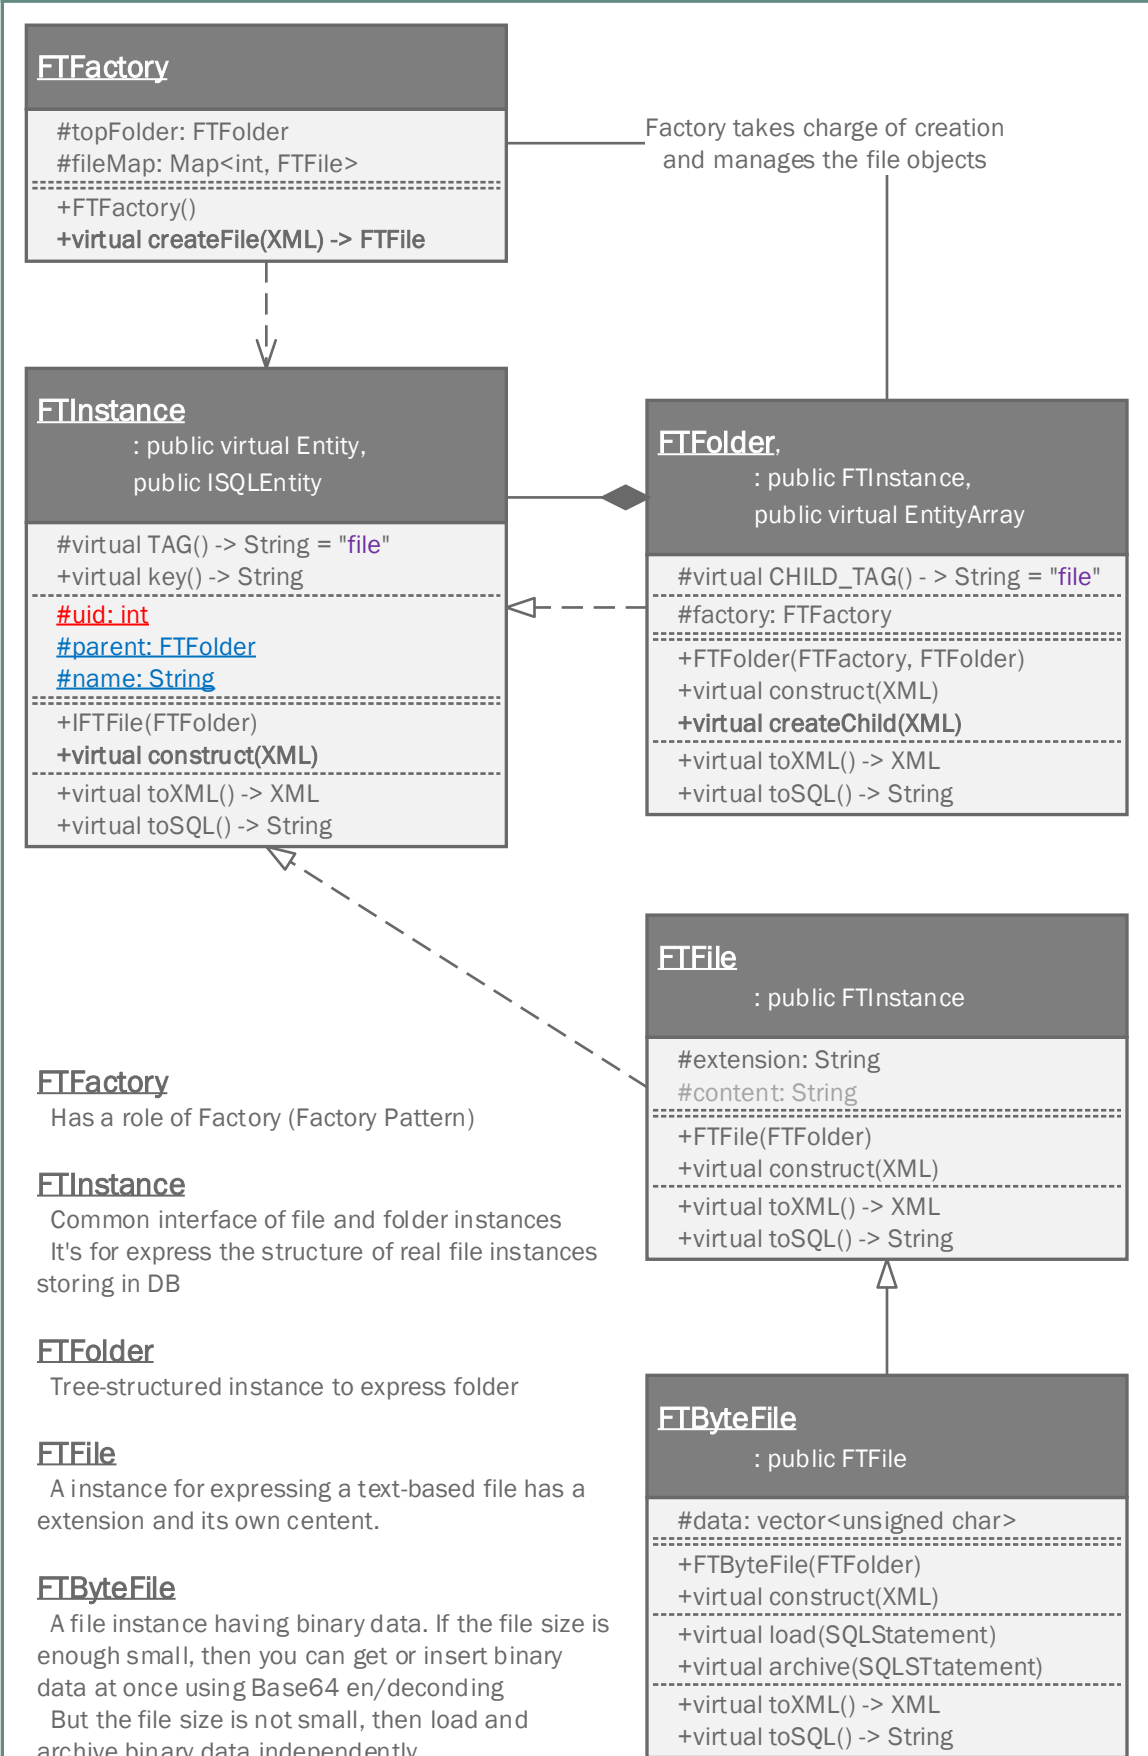 FTFactory
#topFolder: FTFolder
#fileMap: Map<int, FTFile>
+FTFactory()
+virtual createFile(XML) -> FTFile
Factory takes charge of creation
and manages the file objects
FTInstance
: public virtual Entity,
public ISQLEntity
#virtual TAG() -> String = "file"
+virtual key() -> String
#uid: int
#parent: FTFolder
#name: String
+IFTFile(FTFolder)
+virtual construct(XML)
+virtual toXML() -> XML
+virtual toSQL() -> String
FTFolder,
: public FTInstance,
public virtual EntityArray
#virtual CHILD_TAG() - > String = "file"
#factory: FTFactory
+FTFolder(FTFactory, FTFolder)
+virtual construct(XML)
+virtual createChild(XML)
+virtual toXML() -> XML
+virtual toSQL() -> String
FTFile
: public FTInstance
#extension: String
#content: String
+FTFile(FTFolder)
+virtual construct(XML)
+virtual toXML() -> XML
+virtual toSQL() -> String
FTByteFile
: public FTFile
#data: vector<unsigned char>
+FTByteFile(FTFolder)
+virtual construct(XML)
+virtual load(SQLStatement)
+virtual archive(SQLSTtatement)
+virtual toXML() -> XML
+virtual toSQL() -> String
FTFactory
Has a role of Factory (Factory Pattern)
FTInstance
Common interface of file and folder instances
It's for express the structure of real file instances
storing in DB
FTFolder
Tree-structured instance to express folder
FTFile
A instance for expressing a text-based file has a
extension and its own centent.
FTByteFile
A file instance having binary data. If the file size is
enough small, then you can get or insert binary
data at once using Base64 en/deconding
But the file size is not small, then load and
archive binary data independently